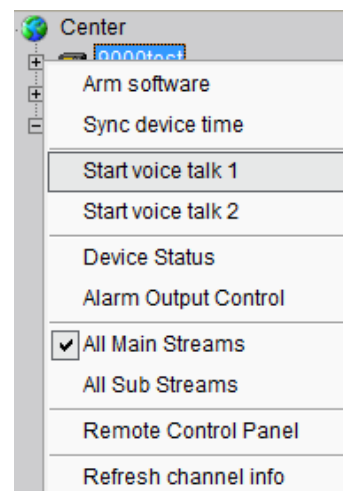 Center
9000test
Arm software
Sync device time
Start voice talk 1
Start voice talk 2
Device Status
Alarm Output Control
All Main Streams
All Sub Streams
Remote Control Panel
Refresh channel info